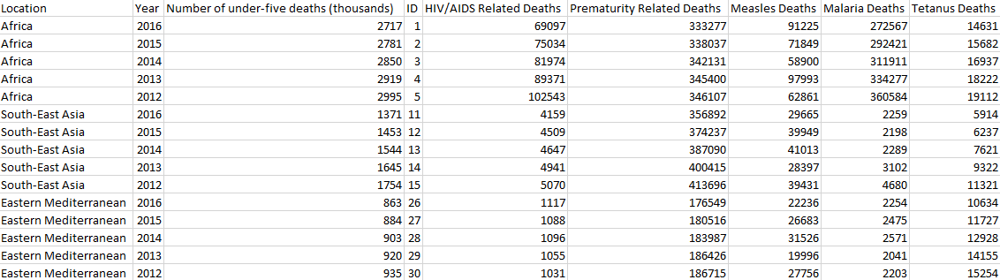 Location Year Number of under-five deaths (thousands) ID HIV/AIDS Related Deaths Prematurity Related Deaths Measles Deaths Malaria Deaths Tetanus Deaths
Africa 2016 2717 1 69097 333277 91225 272567 14631
Africa 2015 2781 2 75034 338037 71849 292421 15682
Africa 2014 2850 3 81974 342131 58900 311911 16937
Africa 2013 2919 4 89371 345400 97993 334277 18222
Africa 2012 2995 5 102543 346107 62861 360584 19112
South-East Asia 2016 1371 11 4159 356892 29665 2259 5914
South-East Asia 2015 1453 12 4509 374237 39949 2198 6237
South-East Asia 2014 1544 13 4647 387090 41013 2289 7621
South-East Asia 2013 1645 14 4941 400415 28397 3102 9322
South-East Asia 2012 1754 15 5070 413696 39431 4680 11321
Eastern Mediterranean 2016 863 26 1117 176549 22236 2254 10634
Eastern Mediterranean 2015 884 27 1088 180516 26683 2475 11727
Eastern Mediterranean 2014 903 28 1096 183987 31526 2571 12928
Eastern Mediterranean 2013 920 29 1055 186426 19996 2041 14155
Eastern Mediterranean 2012 935 30 1031 186715 27756 2203 15254